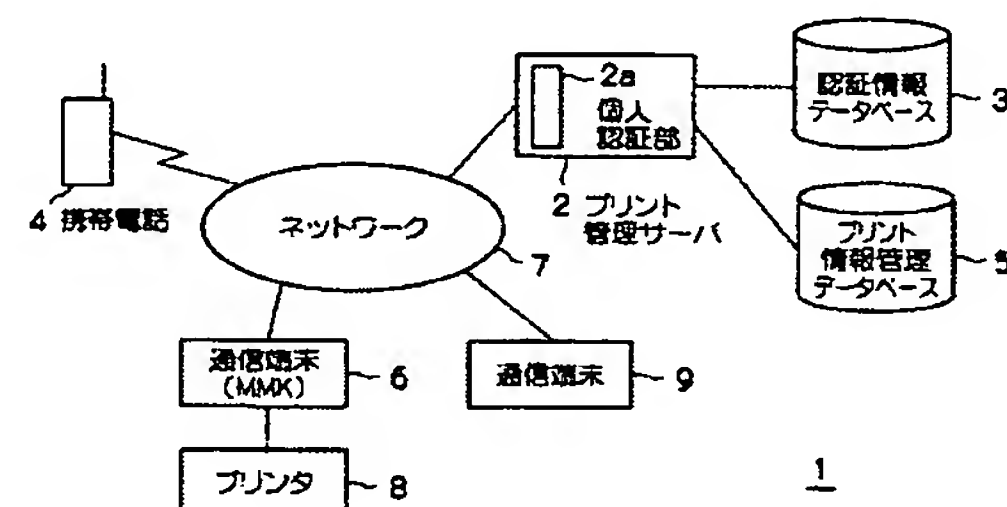 2a
個人
認証部
認証情報
データベース
3
4 携帯電話
ネットワーク
7
2 プリント
管理サーバ
プリント
情報管理
データベース
5
通信端末
(MMK)
6
通信端末
9
プリンタ
8
1